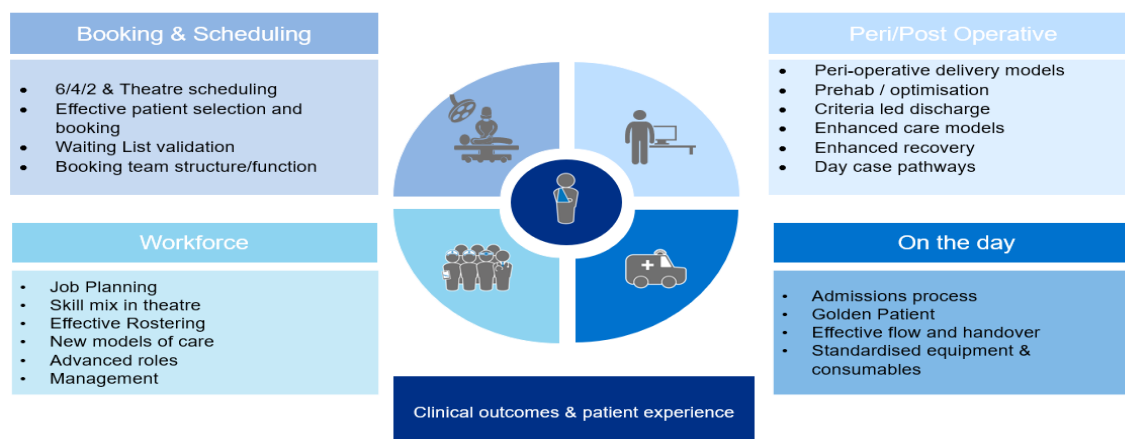 Booking & Scheduling
• 6/4/2 & Theatre scheduling
• Effective patient selection and
booking
• Waiting List validation
• Booking team structure/function
Peri/Post Operative
• Peri-operative delivery models
• Prehab / optimisation
• Criteria led discharge
• Enhanced care models
• Enhanced recovery
• Day case pathways
Workforce
• Job Planning
• Skill mix in theatre
• Effective Rostering
• New models of care
• Advanced roles
• Management
On the day
• Admissions process
• Golden Patient
• Effective flow and handover
• Standardised equipment &
consumables
Clinical outcomes & patient experience